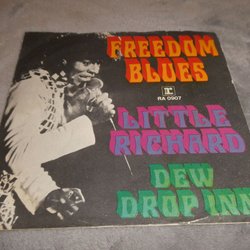 FREEDOM
BLUES
RA 0907
LITTLE
RICHARD
DEW
DROP INN